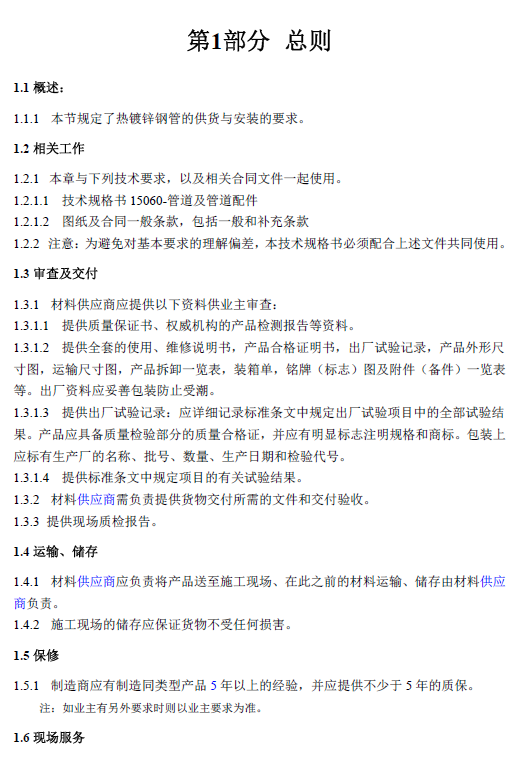 第1部分 总则
1.1 概述：
1.1.1 本节规定了热镀锌钢管的供货与安装的要求。
1.2 相关工作
1.2.1 本章与下列技术要求，以及相关合同文件一起使用。
1.2.1.1 技术规格书 15060-管道及管道配件
1.2.1.2 图纸及合同一般条款，包括一般和补充条款
1.2.2 注意：为避免对基本要求的理解偏差，本技术规格书必须配合上述文件共同使用。
1.3 审查及交付
1.3.1 材料供应商应提供以下资料供业主审查：
1.3.1.1 提供质量保证书、权威机构的产品检测报告等资料。
1.3.1.2 提供全套的使用、维修说明书，产品合格证明书，出厂试验记录，产品外形尺
寸图，运输尺寸图，产品拆卸一览表，装箱单，铭牌（标志）图及附件（备件）一览表
等。出厂资料应妥善包装防止受潮。
1.3.1.3 提供出厂试验记录：应详细记录标准条文中规定出厂试验项目中的全部试验结
果。产品应具备质量检验部分的质量合格证，并应有明显标志注明规格和商标。包装上
应标有生产厂的名称、批号、数量、生产日期和检验代号。
1.3.1.4 提供标准条文中规定项目的有关试验结果。
1.3.2 材料供应商需负责提供货物交付所需的文件和交付验收。
1.3.3 提供现场质检报告。
1.4 运输、储存
1.4.1 材料供应商应负责将产品送至施工现场、在此之前的材料运输、储存由材料供应
商负责。
1.4.2 施工现场的储存应保证货物不受任何损害。
1.5 保修
1.5.1 制造商应有制造同类型产品 5 年以上的经验，并应提供不少于 5 年的质保。
注：如业主有另外要求时则以业主要求为准。
1.6 现场服务